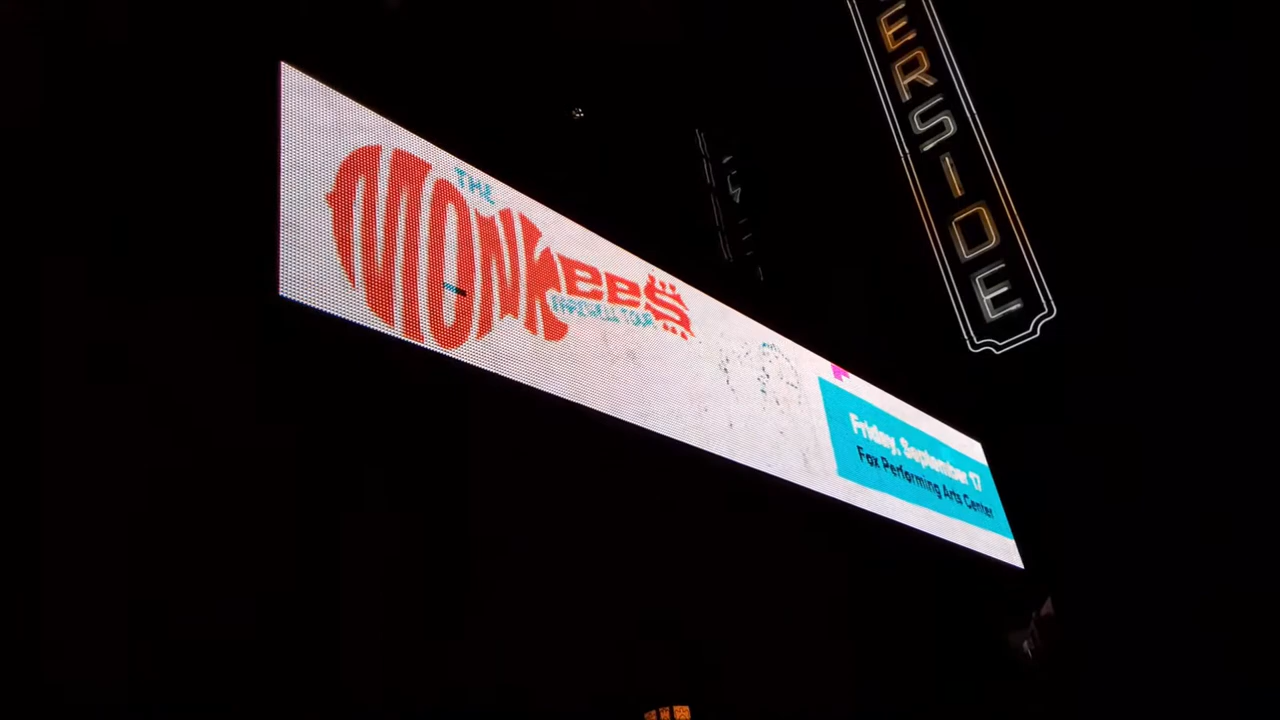 THE
MONKEES
FAREWELL TOUR
Friday, September 17
Fox Performing Arts Center
ERSIDE